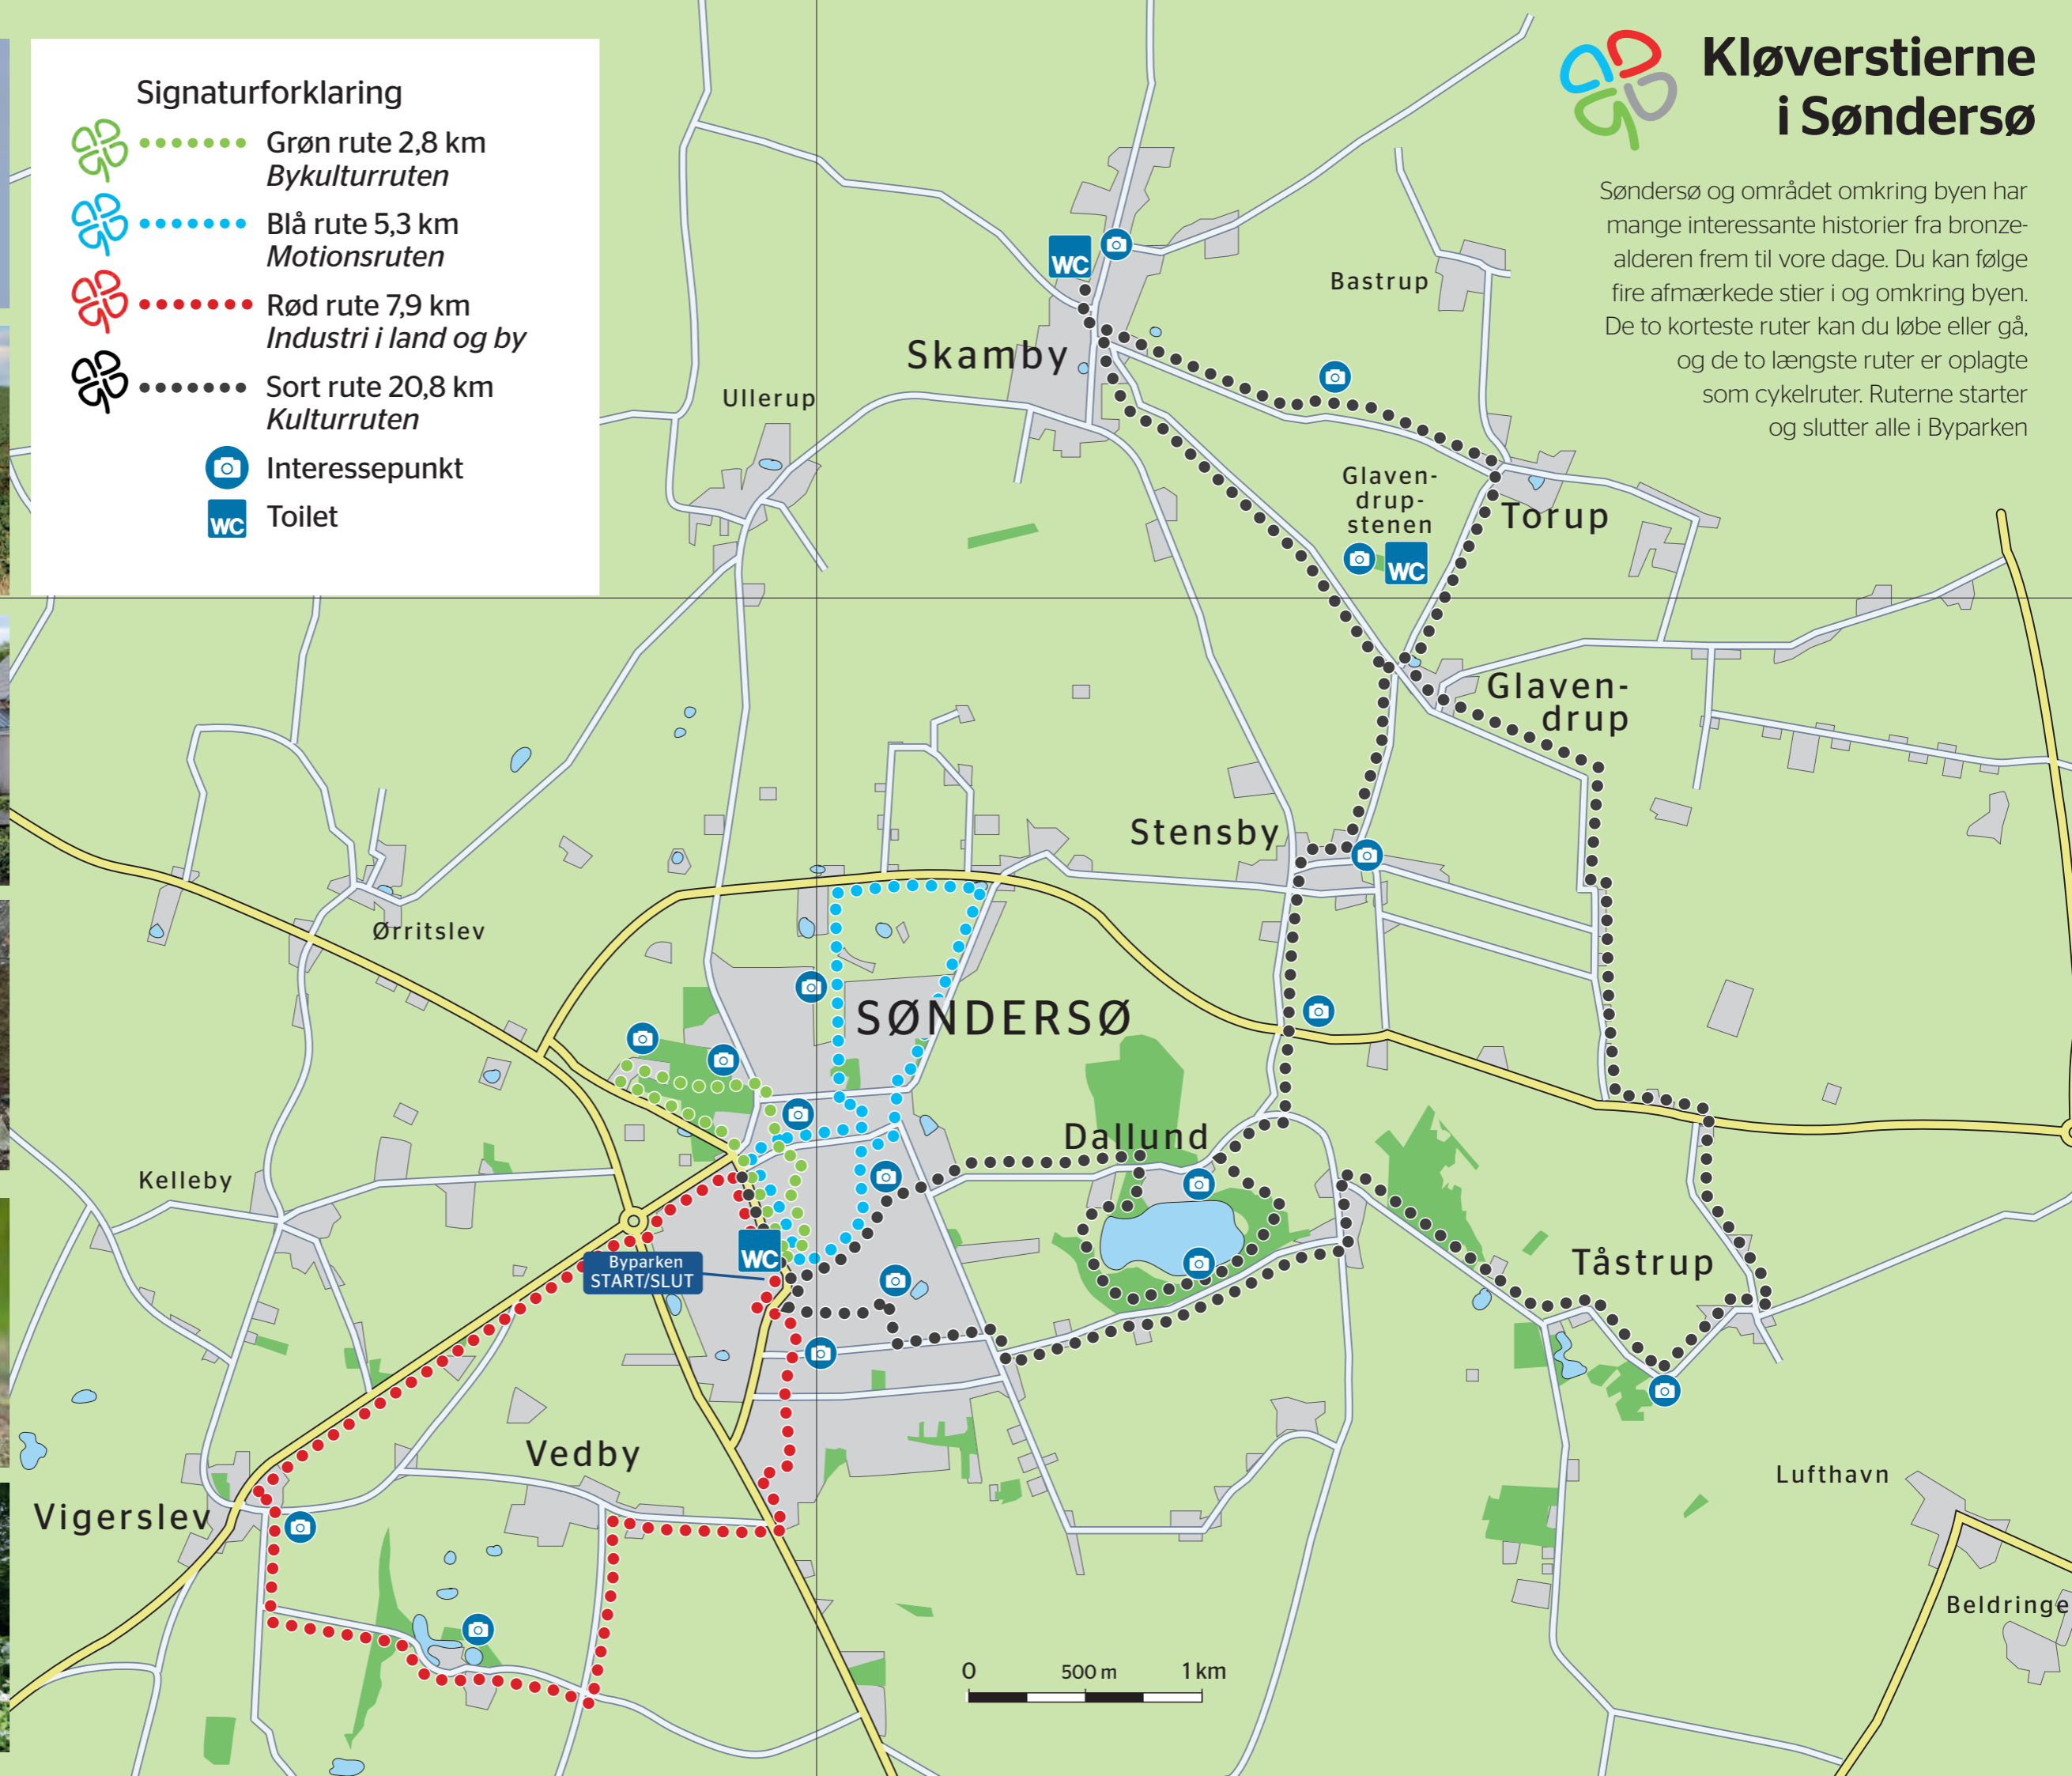 Signaturforklaring
Grøn rute 2,8 km
Bykulturruten
Blå rute 5,3 km
Motionsruten
Rød rute 7,9 km
Industri i land og by
Sort rute 20,8 km
Kulturruten
Interessepunkt
WC
Toilet
Kløverstierne
i Søndersø
Søndersø og området omkring byen har
mange interessante historier fra bronze-
alderen frem til vore dage. Du kan følge
fire afmærkede stier i og omkring byen.
De to korteste ruter kan du løbe eller gå,
og de to længste ruter er oplagte
som cykelruter. Ruterne starter
og slutter alle i Byparken
WC
Bastrup
Skamby
Ullerup
Glaven-
drup-
stenen
WC
Torup
Glaven-
drup
Stensby
Ørritslev
SØNDERSØ
Dallund
Kelleby
WC
Byparken
START/SLUT
Tåstrup
Vedby
Vigerslev
Lufthavn
Beldringe
0 500 m 1 km